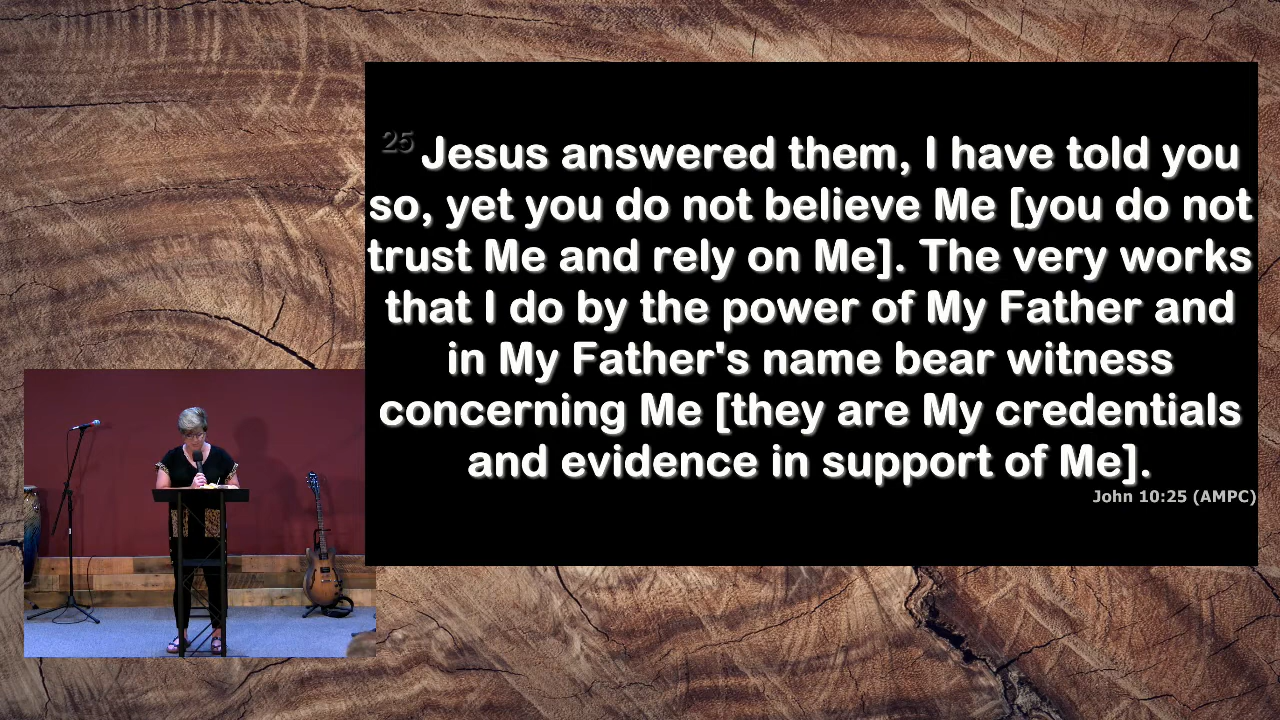 25 Jesus answered them, I have told you
so, yet you do not believe Me [you do not
trust Me and rely on Me]. The very works
that I do by the power of My Father and
in My Father's name bear witness
concerning Me [they are My credentials
and evidence in support of Me].
John 10:25 (AMPC)